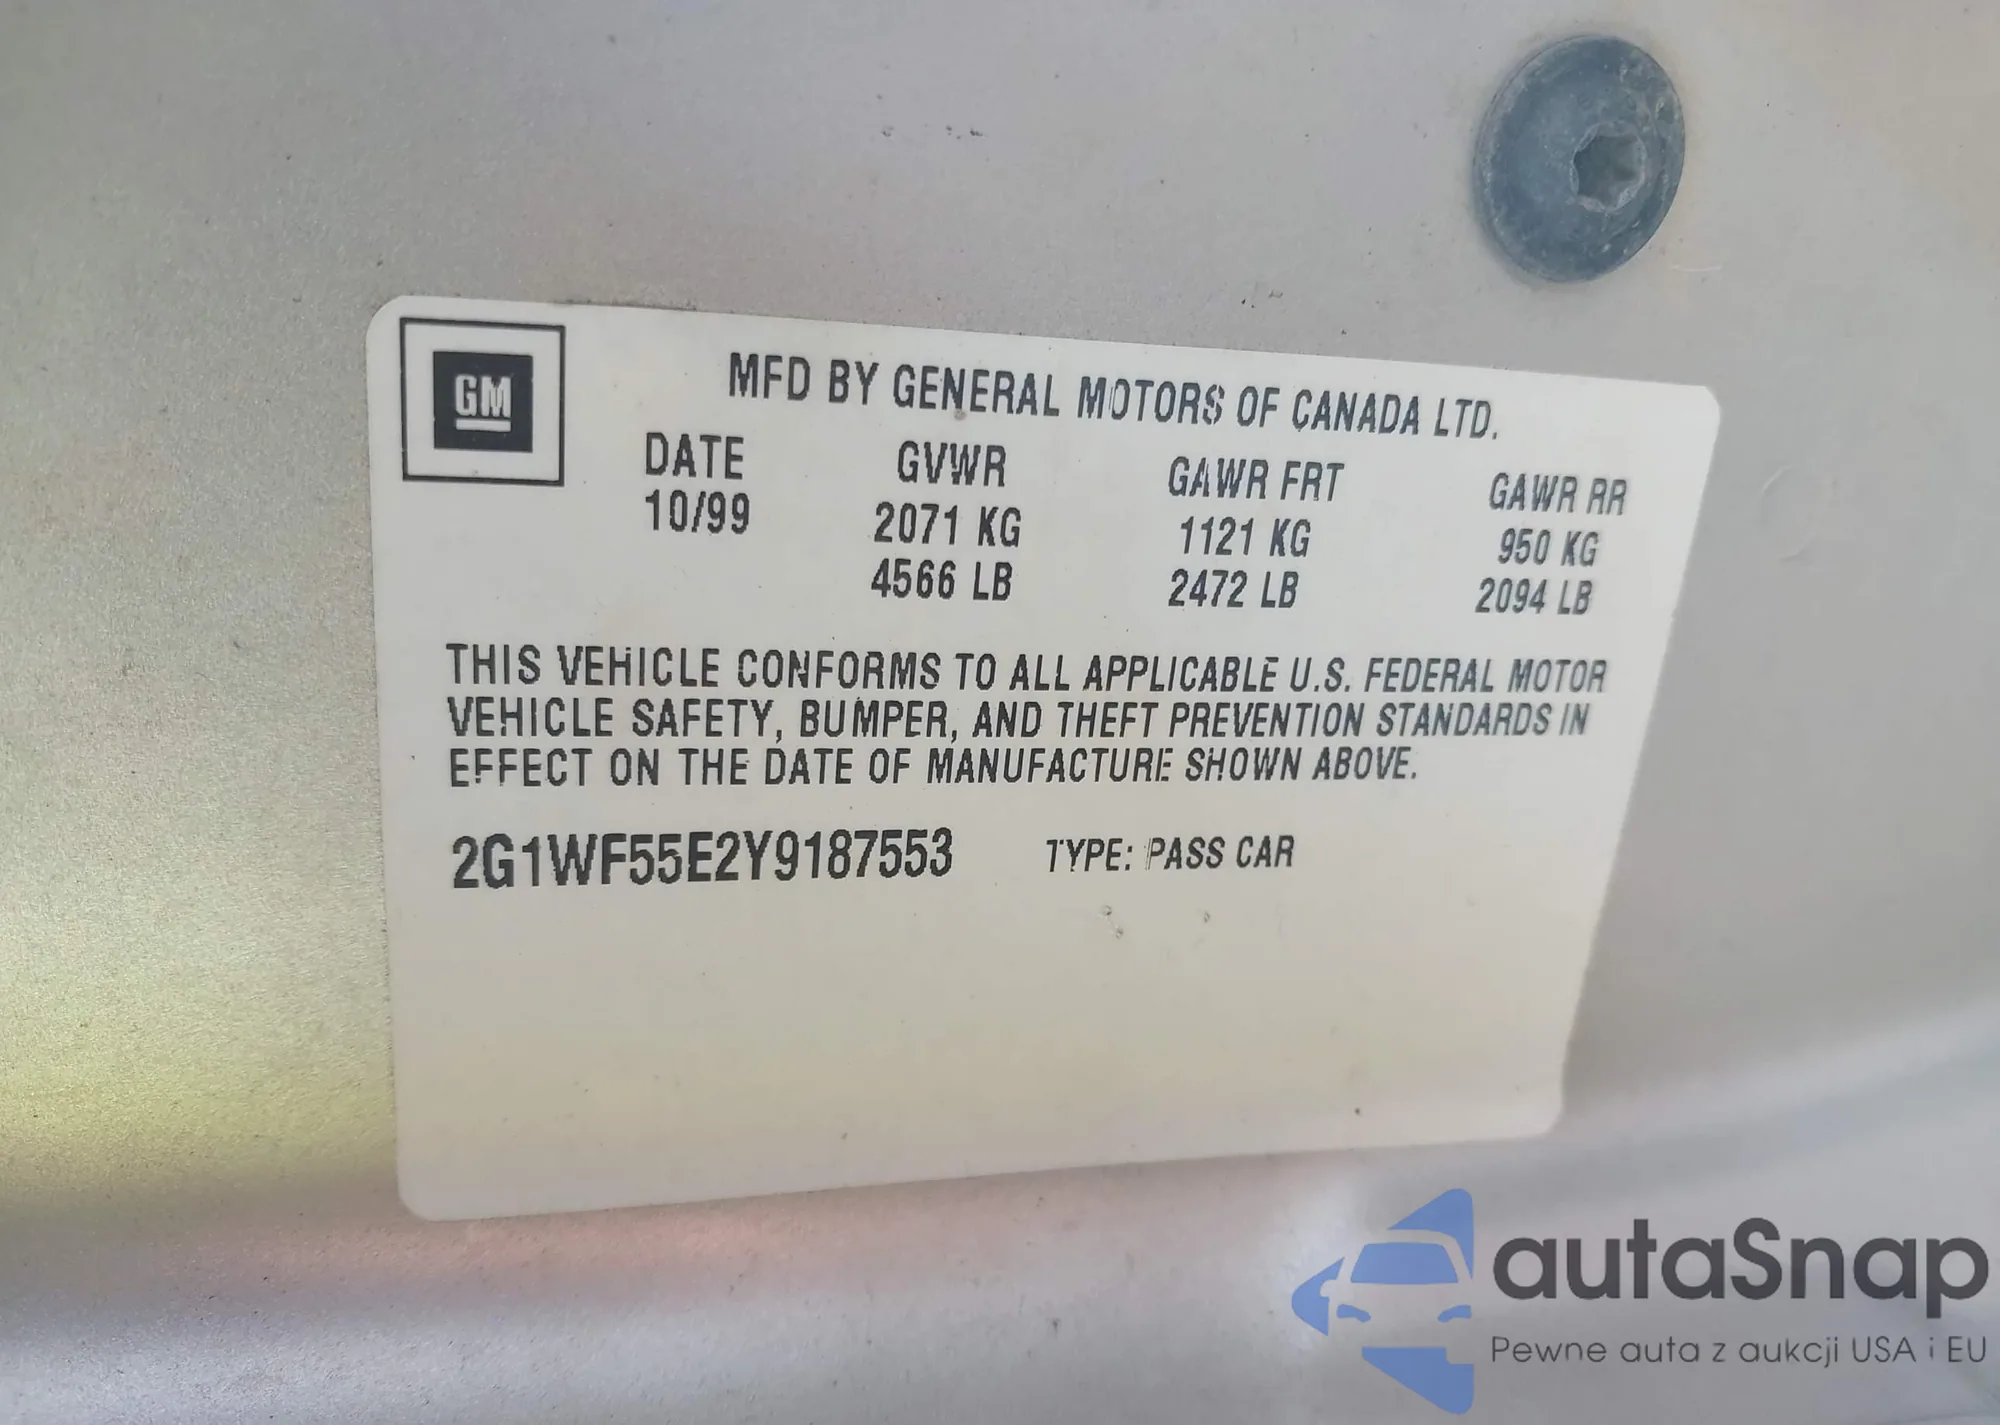 GM
MFD BY GENERAL MOTORS OF CANADA LTD.
DATE GVWR GAWR FRT GAWR RR
10/99 2071 KG 1121 KG 950 KG
4566 LB 2472 LB 2094 LB
THIS VEHICLE CONFORMS TO ALL APPLICABLE U.S. FEDERAL MOTOR
VEHICLE SAFETY, BUMPER, AND THEFT PREVENTION STANDARDS IN
EFFECT ON THE DATE OF MANUFACTURE SHOWN ABOVE.
2G1WF55E2Y9187553 TYPE: PASS CAR
autaSnap
Pewne auta z aukcji USA i EU